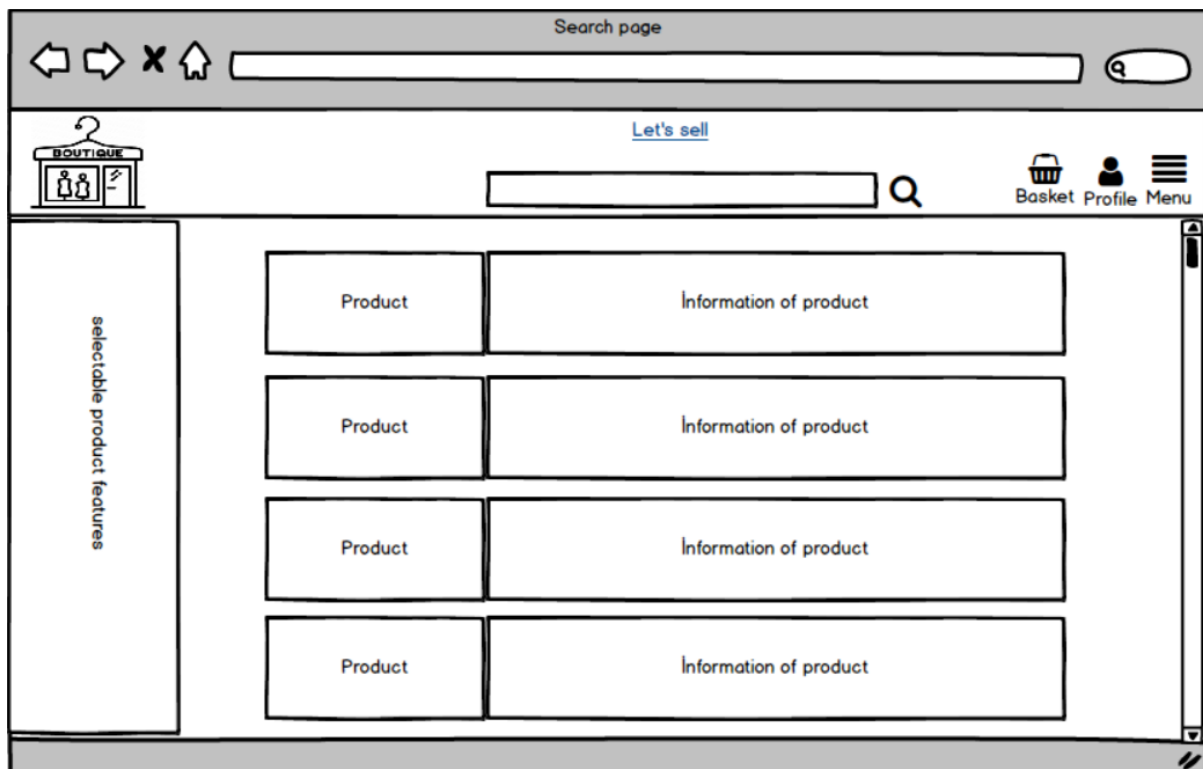 Search page
BOUTIQUE
Let's sell
Basket Profile Menu
selectable product features
Product
İnformation of product
Product
İnformation of product
Product
İnformation of product
Product
İnformation of product